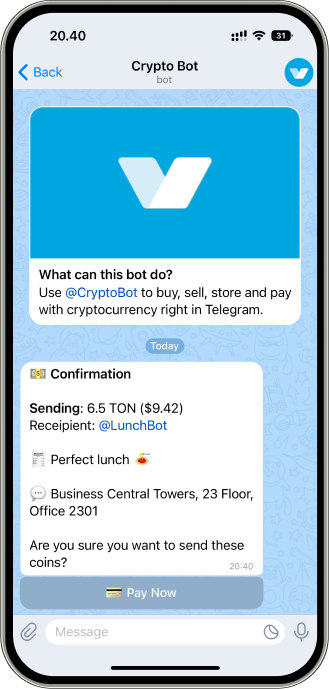 20.40
31
Back
Crypto Bot
bot
What can this bot do?
Use @CryptoBot to buy, sell, store and pay
with cryptocurrency right in Telegram.
Today
Confirmation
Sending: 6.5 TON ($9.42)
Receipient: @LunchBot
Perfect lunch
Business Central Towers, 23 Floor,
Office 2301
Are you sure you want to send these
coins?
20:40
Pay Now
Message